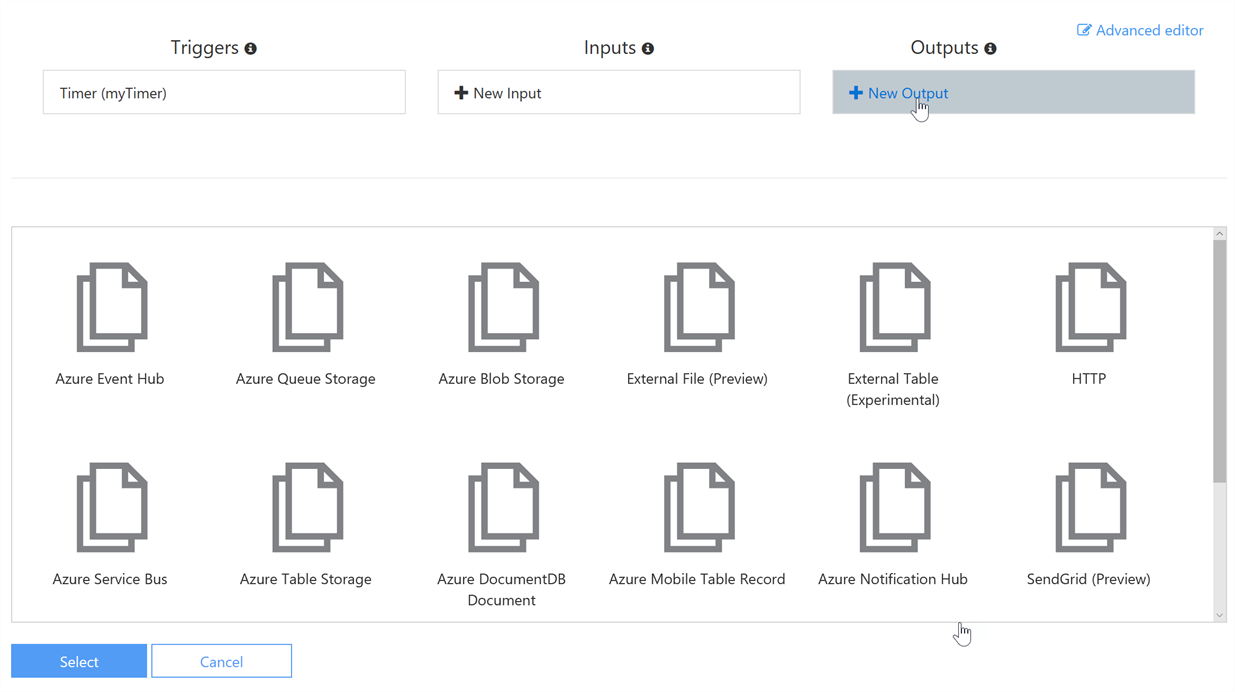 Advanced editor
Triggers
Inputs
Outputs
Timer (myTimer)
New Input
New Output
Azure Event Hub
Azure Queue Storage
Azure Blob Storage
External File (Preview)
External Table
(Experimental)
HTTP
Azure Service Bus
Azure Table Storage
Azure DocumentDB
Document
Azure Mobile Table Record
Azure Notification Hub
SendGrid (Preview)
Select
Cancel